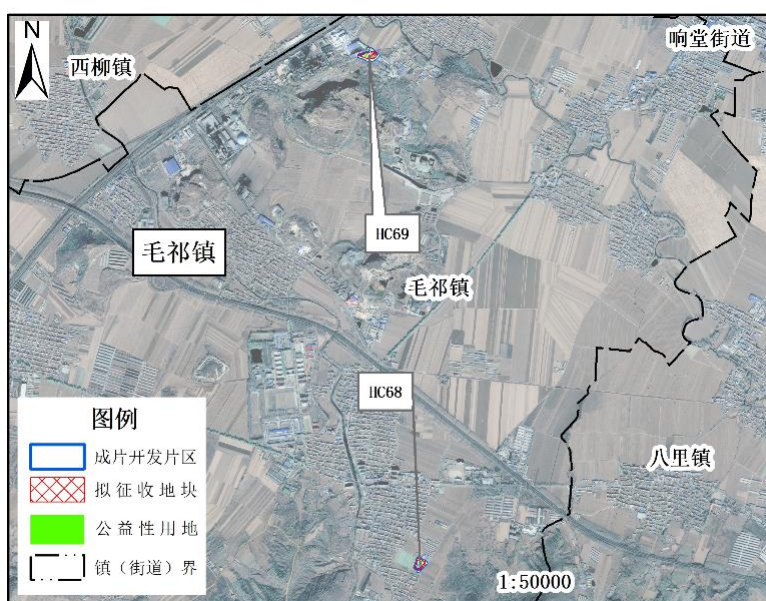 N
西柳镇
响堂街道
HC69
毛祁镇
毛祁镇
HC68
八里镇
图例
成片开发片区
拟征收地块
公益性用地
镇（街道）界
1:50000